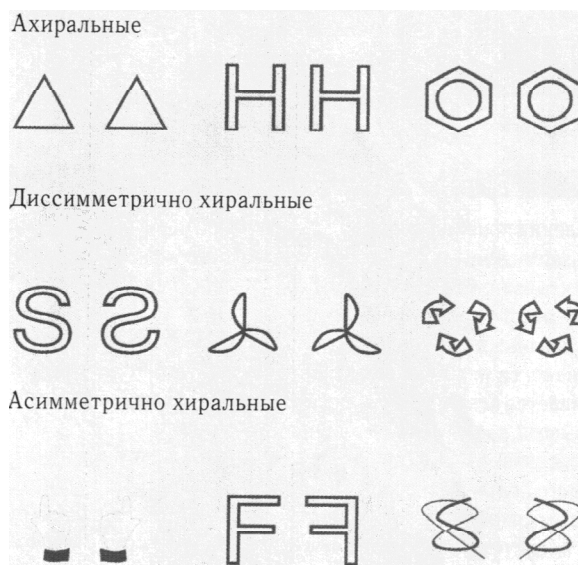 Ахиральные
H H
Диссимметрично хиральные
S
Асимметрично хиральные
F